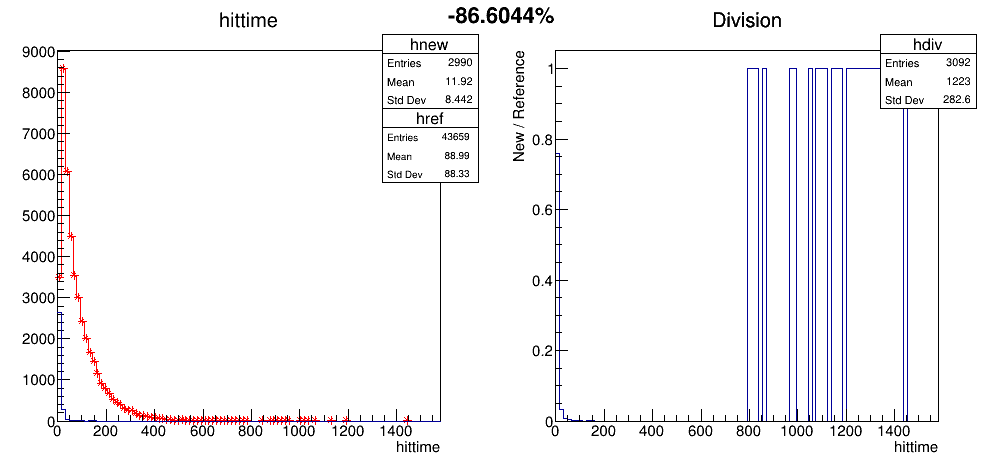 -86.6044%
hittime
hnew
Entries 2990
Mean 11.92
Std Dev 8.442
href
Entries 43659
Mean 88.99
Std Dev 88.33
9000
8000
7000
6000
5000
4000
3000
2000
1000
0
0 200 400 600 800 1000 1200 1400
hittime
Division
hdiv
Entries 3092
Mean 1223
Std Dev 282.6
New / Reference
1
0.8
0.6
0.4
0.2
0
0 200 400 600 800 1000 1200 1400
hittime